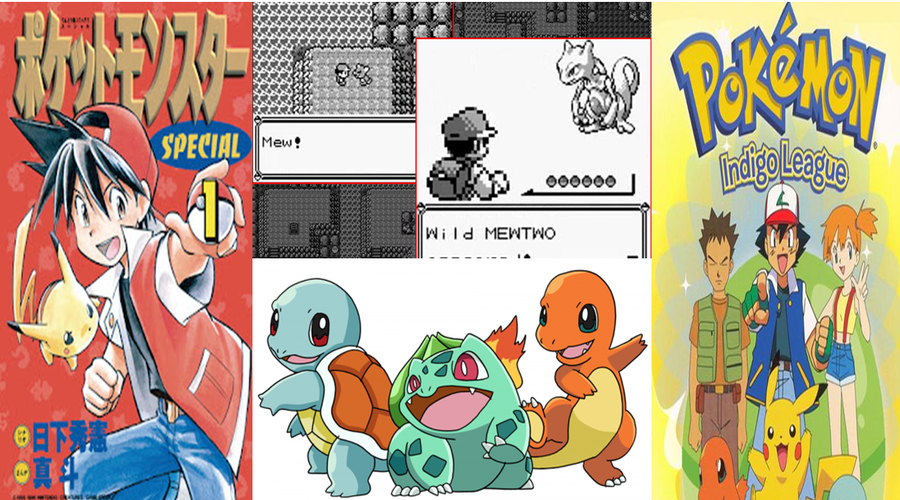 ポケットモンスター
SPECIAL
1
日下秀憲
真斗
Mew!
Wild MEWTWO
POKéMON
Indigo League